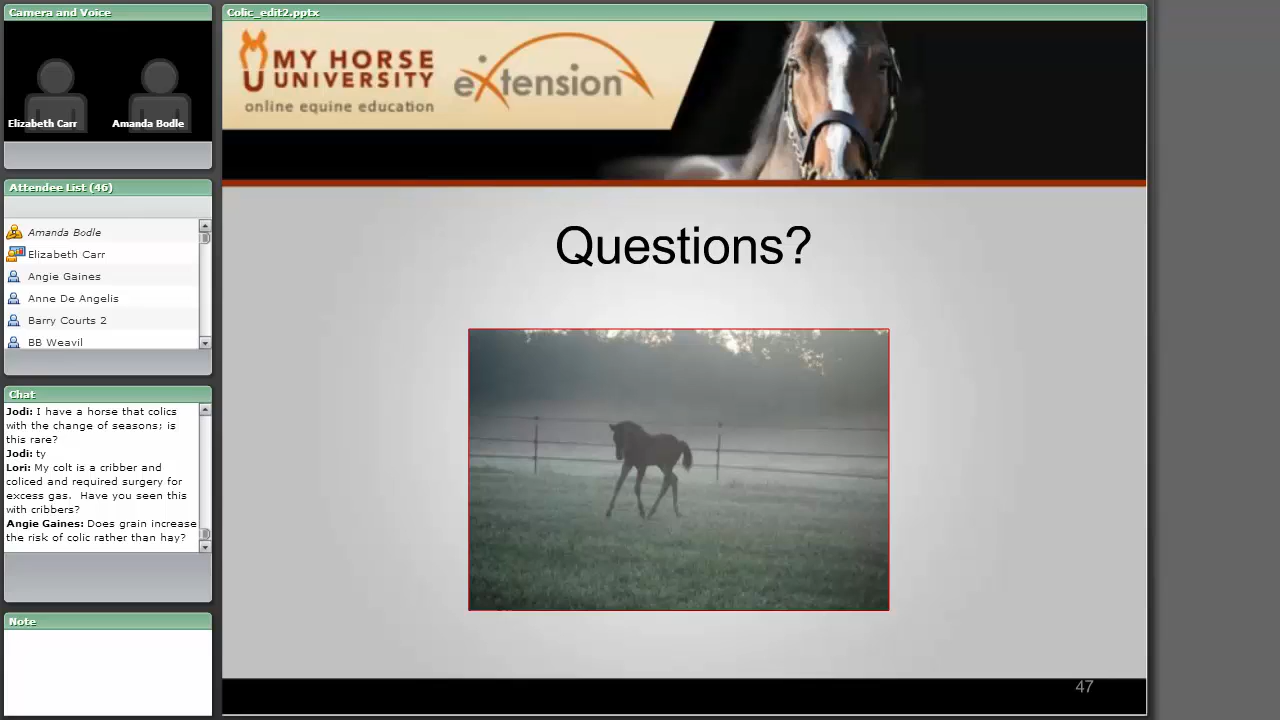 Camera and Voice
Elizabeth Carr
Amanda Bodle
Attendee List (46)
Amanda Bodle
Elizabeth Carr
Angie Gaines
Anne De Angelis
Barry Courts 2
BB Weavil
Chat
Jodi: I have a horse that colics
with the change of seasons; is
this rare?
Jodi: ty
Lori: My colt is a cribber and
coliced and required surgery for
excess gas. Have you seen this
with cribbers?
Angie Gaines: Does grain increase
the risk of colic rather than hay?
Note
Colic_edit2.pptx
MY HORSE
UNIVERSITY
online equine education
eXtension
Questions?
47